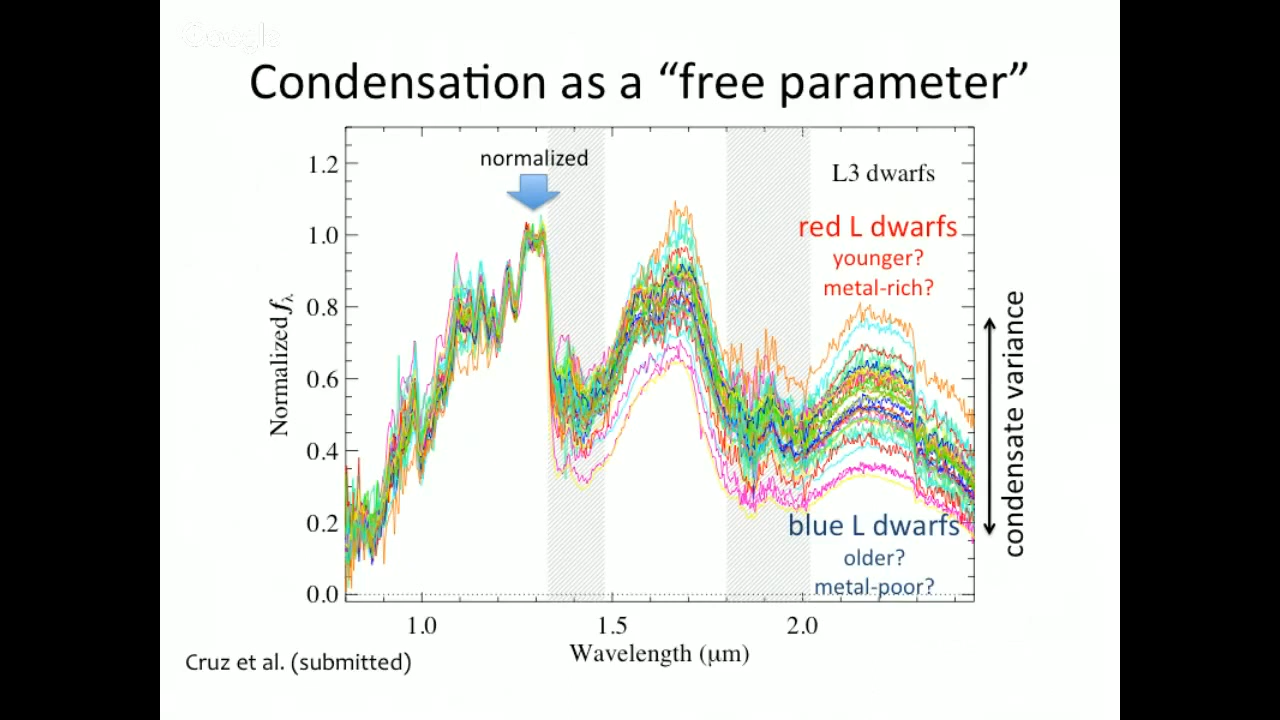 Google
Condensation as a “free parameter”
normalized
L3 dwarfs
red L dwarfs
younger?
metal-rich?
condensate variance
blue L dwarfs
older?
metal-poor?
Normalized fλ
1.2
1.0
0.8
0.6
0.4
0.2
0.0
1.0 1.5 2.0
Wavelength (μm)
Cruz et al. (submitted)